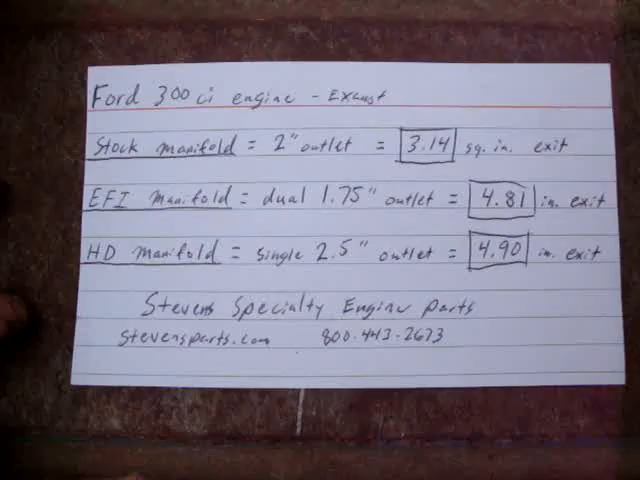 Ford 300 ci engine - Exaust
Stock manifold = 2" outlet = 3.14 sq. in. exit
EFI Manifold = dual 1.75" outlet = 4.81 in. exit
HD manifold = single 2.5" outlet = 4.90 in. exit
Stevens Specialty Engine Parts
Stevensparts.com 800-443-2673